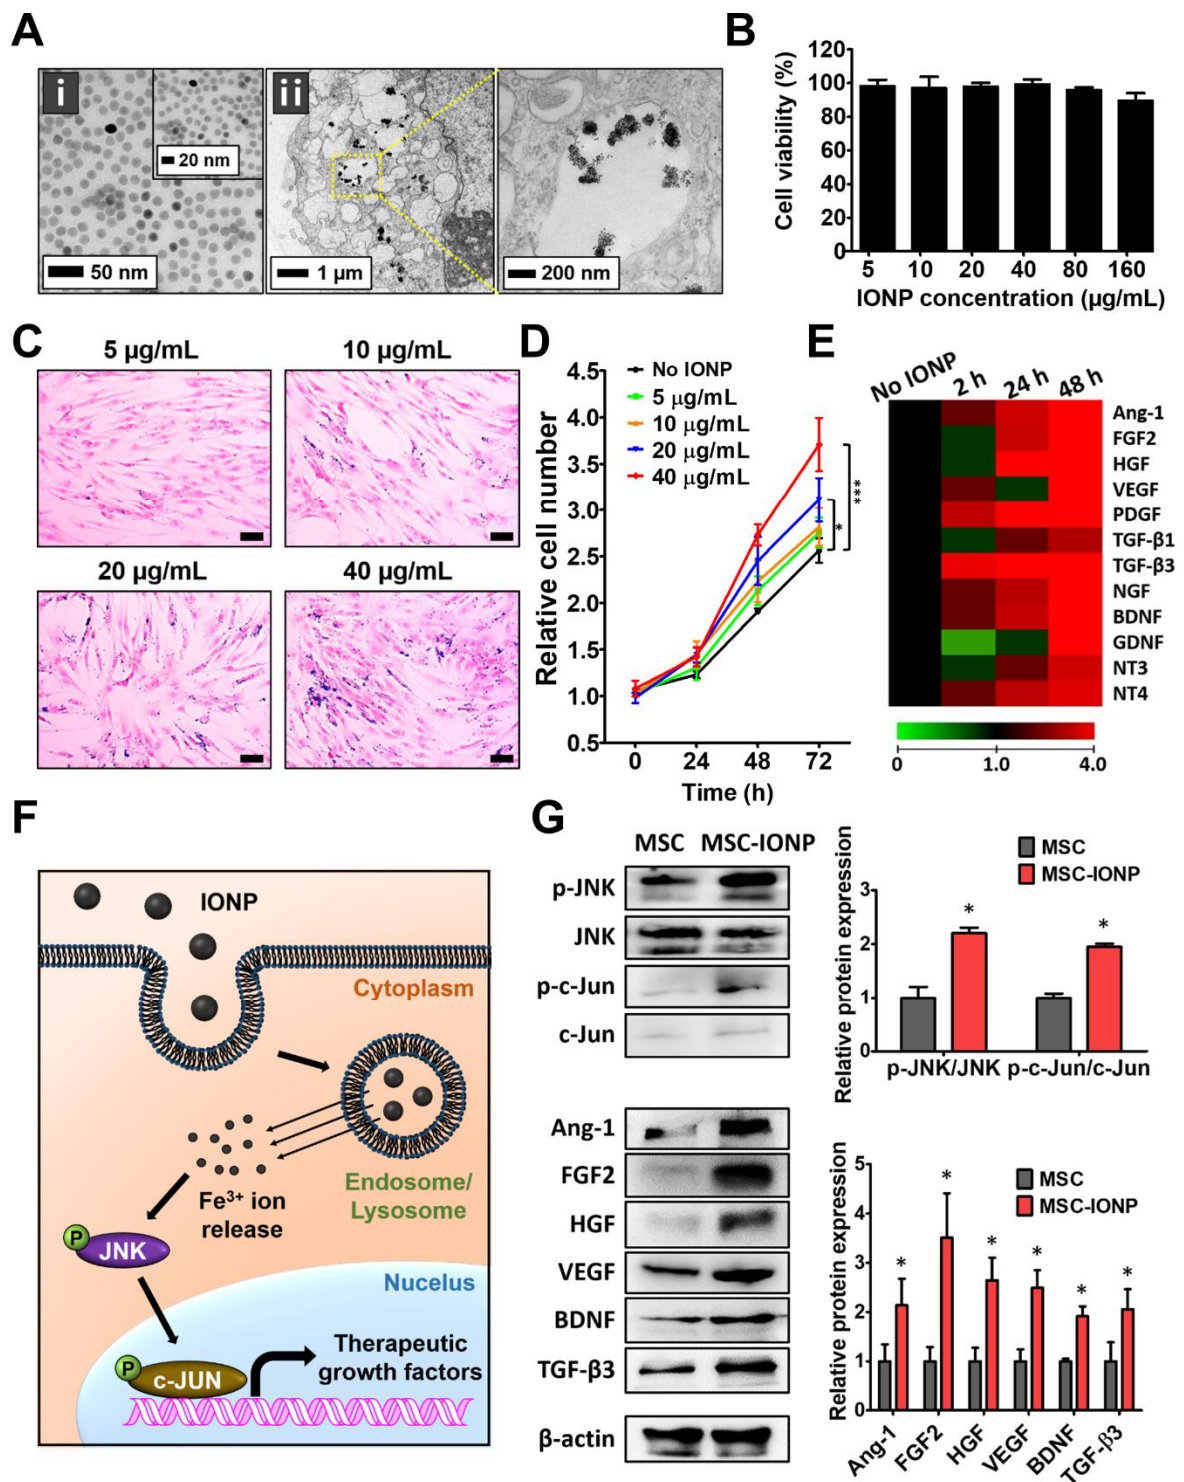 A
i
20 nm
50 nm
ii
1 µm
200 nm
B
Cell viability (%)
120
100
80
60
40
20
0
5 10 20 40 80 160
IONP concentration (µg/mL)
C
5 µg/mL
10 µg/mL
20 µg/mL
40 µg/mL
D
Relative cell number
4.5
4.0
3.5
3.0
2.5
2.0
1.5
1.0
0.5
No IONP
5 µg/mL
10 µg/mL
20 µg/mL
40 µg/mL
***
*
0 24 48 72
Time (h)
E
No IONP 2 h 24 h 48 h
Ang-1
FGF2
HGF
VEGF
PDGF
TGF-β1
TGF-β3
NGF
BDNF
GDNF
NT3
NT4
0 1.0 4.0
F
IONP
Cytoplasm
Endosome/
Lysosome
Fe³⁺ ion
release
P
JNK
Nucelus
P
c-JUN
Therapeutic
growth factors
G
MSC MSC-IONP
p-JNK
JNK
p-c-Jun
c-Jun
Ang-1
FGF2
HGF
VEGF
BDNF
TGF-β3
β-actin
MSC
MSC-IONP
Relative protein expression
3
2
1
0
* *
p-JNK/JNK p-c-Jun/c-Jun
MSC
MSC-IONP
Relative protein expression
5
4
3
2
1
0
* * * * * *
Ang-1 FGF2 HGF VEGF BDNF TGF-β3